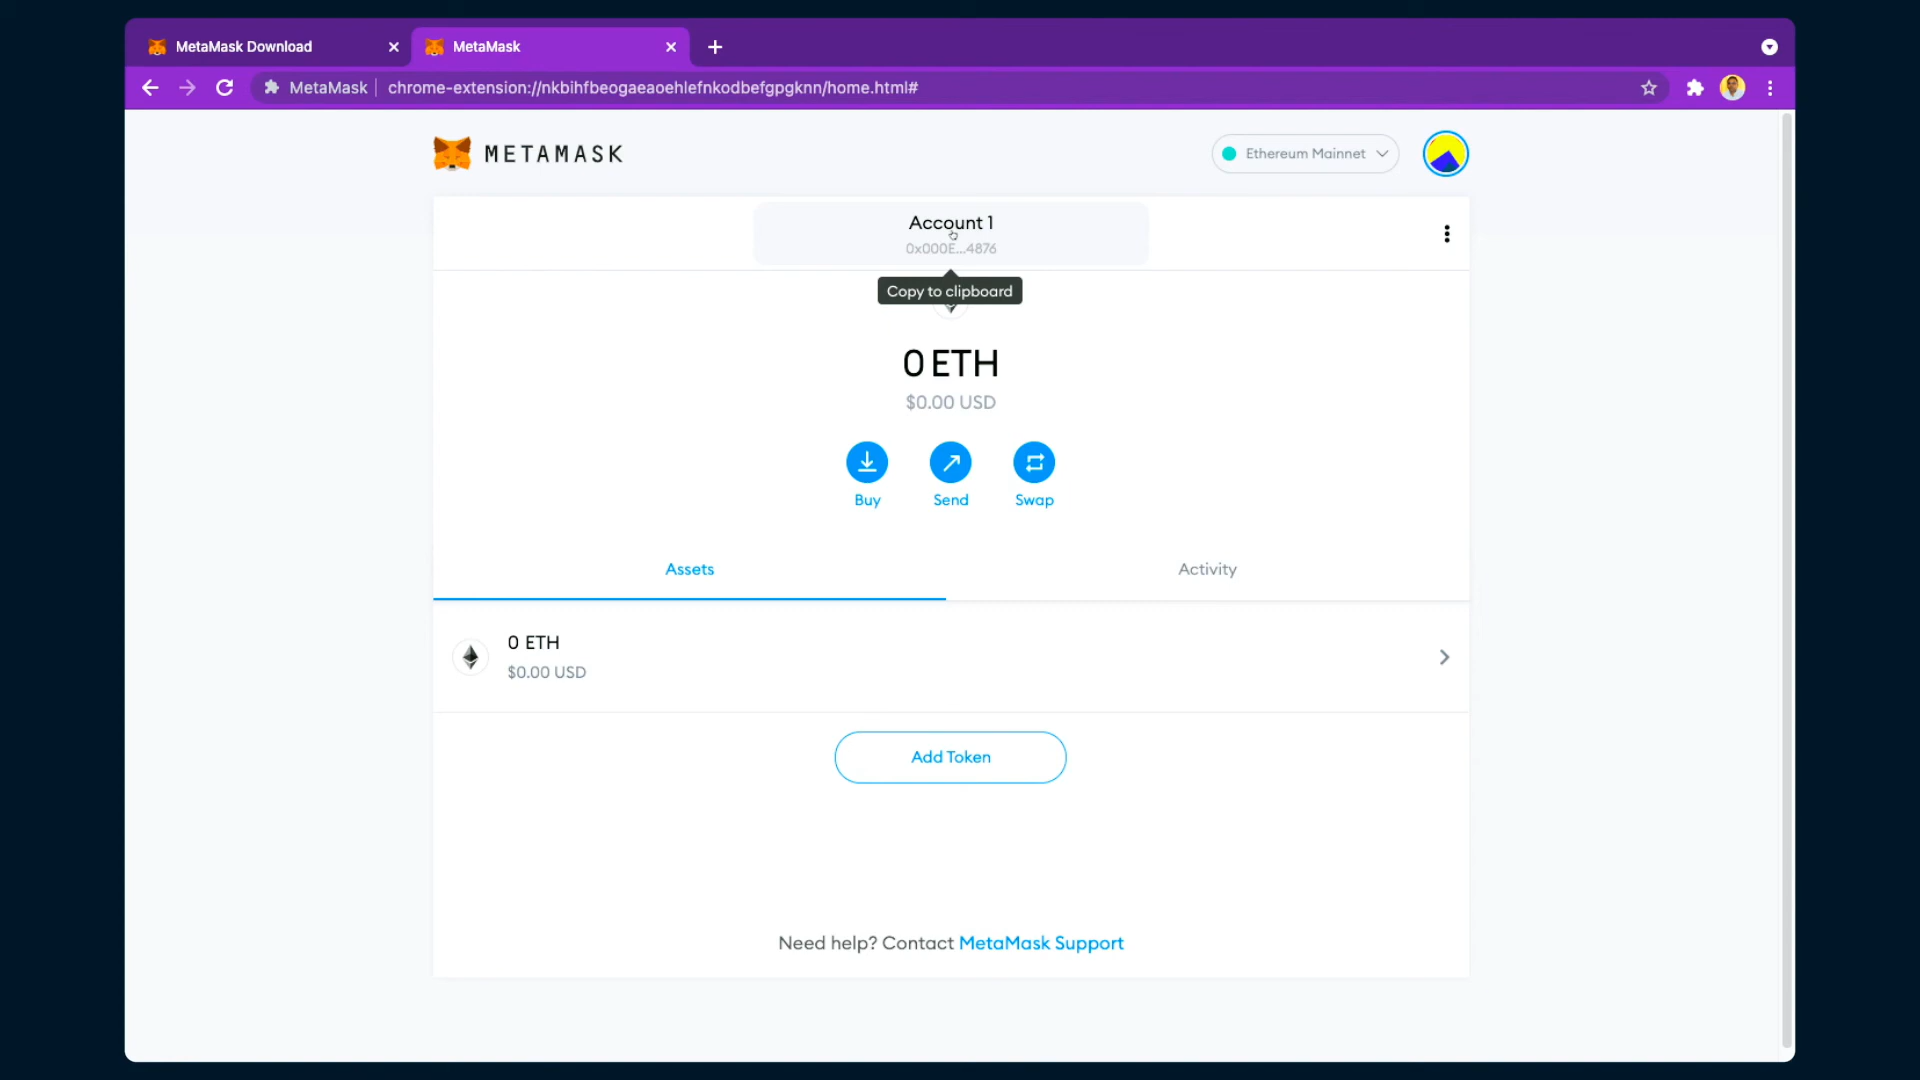 MetaMask Download
MetaMask
MetaMask
chrome-extension://nkbihfbeogaeaoehlefnkodbefgpgknn/home.html#
METAMASK
Ethereum Mainnet
Account 1
0x000E...4876
Copy to clipboard
0 ETH
$0.00 USD
Buy
Send
Swap
Assets
Activity
0 ETH
$0.00 USD
Add Token
Need help? Contact MetaMask Support